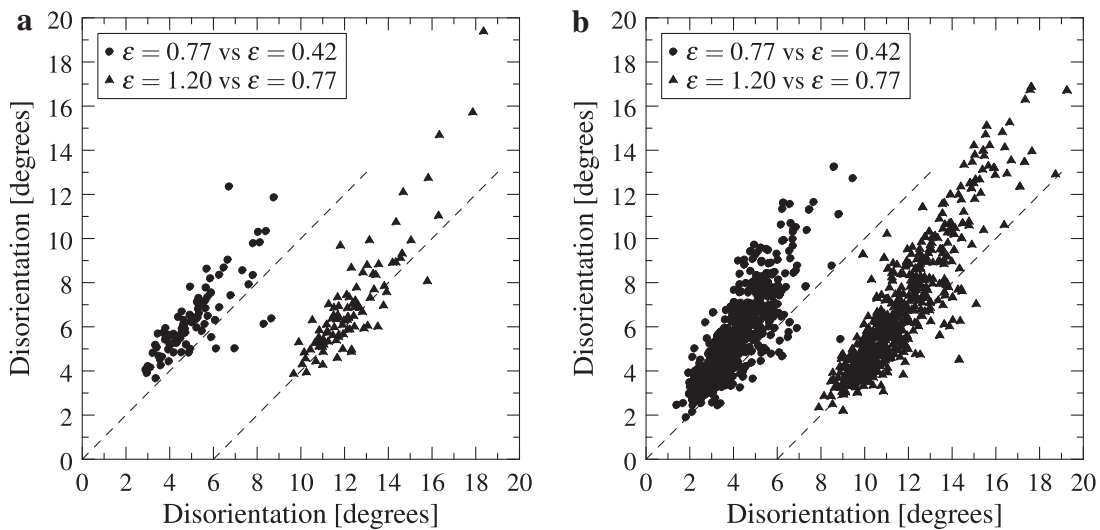 a
20
18
16
14
12
10
8
6
4
2
0
Disorientation [degrees]
ε = 0.77 vs ε = 0.42
ε = 1.20 vs ε = 0.77
0 2 4 6 8 10 12 14 16 18 20
Disorientation [degrees]
b
20
18
16
14
12
10
8
6
4
2
0
Disorientation [degrees]
ε = 0.77 vs ε = 0.42
ε = 1.20 vs ε = 0.77
0 2 4 6 8 10 12 14 16 18 20
Disorientation [degrees]